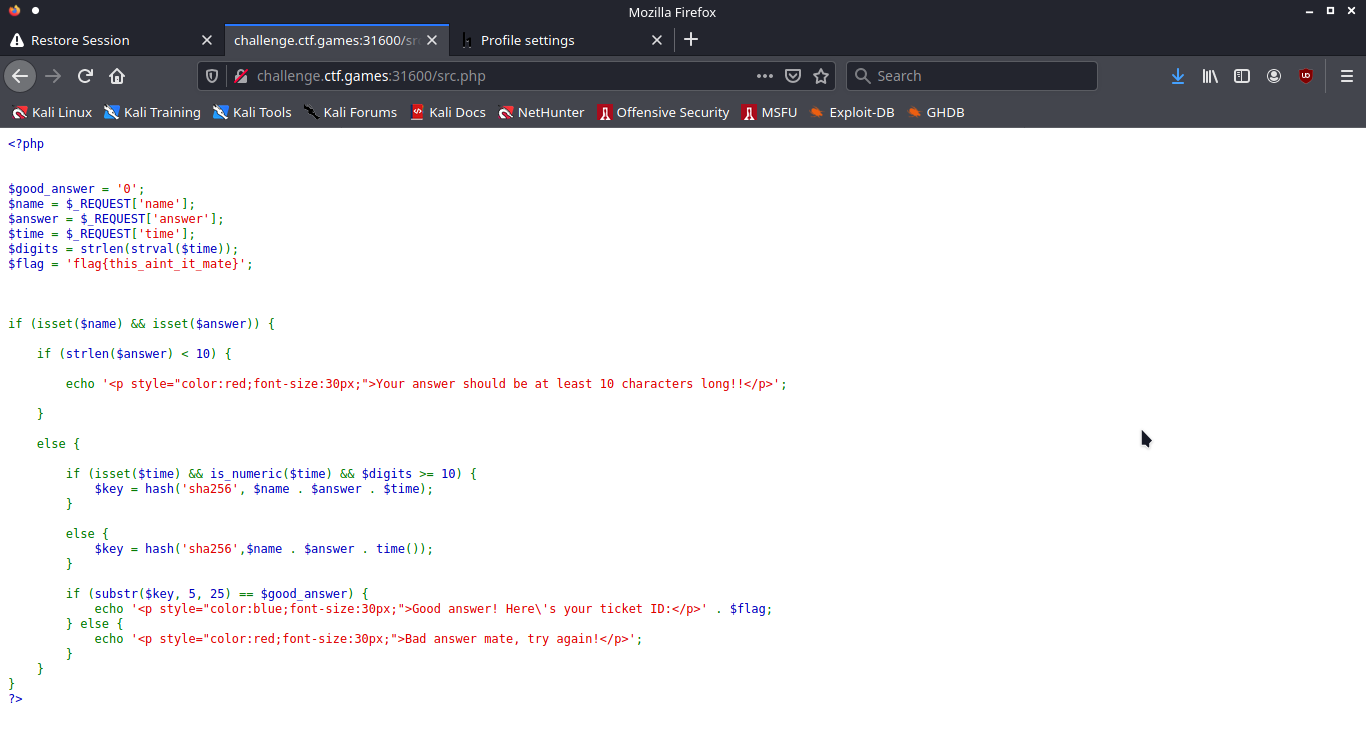 Mozilla Firefox
Restore Session
challenge.ctf.games:31600/sr
Profile settings
challenge.ctf.games:31600/src.php
Search
Kali Linux
Kali Training
Kali Tools
Kali Forums
Kali Docs
NetHunter
Offensive Security
MSFU
Exploit-DB
GHDB
<?php
$good_answer = '0';
$name = $_REQUEST['name'];
$answer = $_REQUEST['answer'];
$time = $_REQUEST['time'];
$digits = strlen(strval($time));
$flag = 'flag{this_aint_it_mate}';
if (isset($name) && isset($answer)) {
    if (strlen($answer) < 10) {
        echo '<p style="color:red;font-size:30px;">Your answer should be at least 10 characters long!!</p>';
    }
    else {
        if (isset($time) && is_numeric($time) && $digits >= 10) {
            $key = hash('sha256', $name . $answer . $time);
        }
        else {
            $key = hash('sha256',$name . $answer . time());
        }
        if (substr($key, 5, 25) == $good_answer) {
            echo '<p style="color:blue;font-size:30px;">Good answer! Here\'s your ticket ID:</p>' . $flag;
        } else {
            echo '<p style="color:red;font-size:30px;">Bad answer mate, try again!</p>';
        }
    }
}
?>